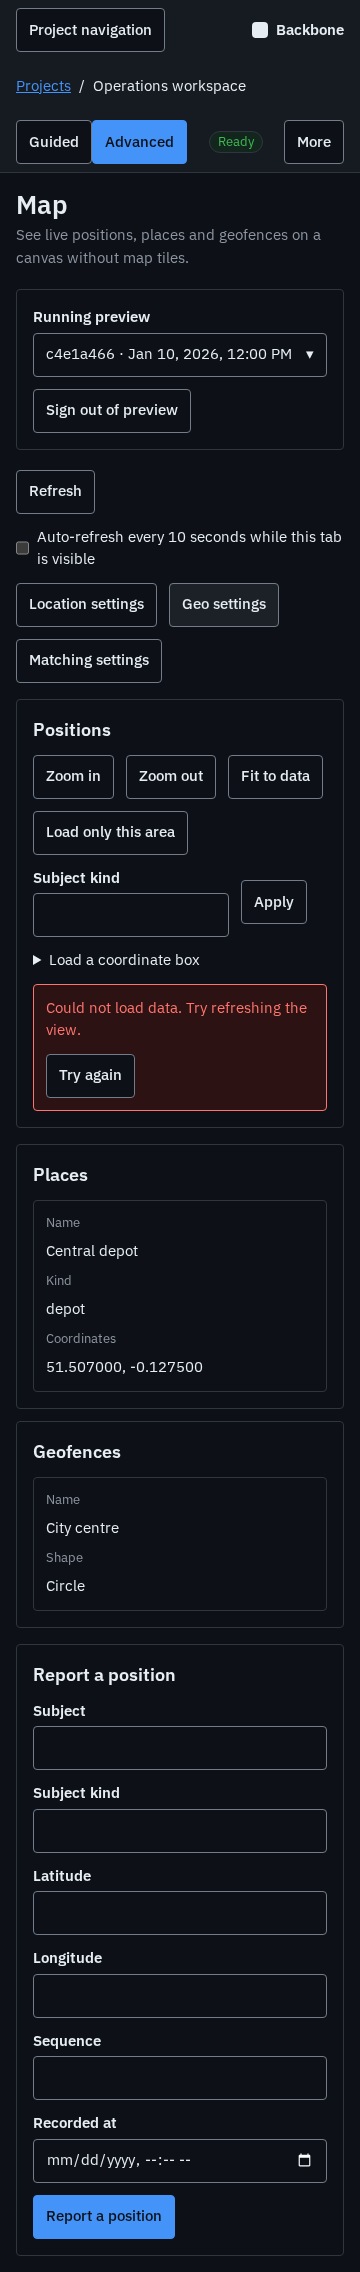 Project navigation
Backbone
Projects / Operations workspace
Guided
Advanced
Ready
More
Map
See live positions, places and geofences on a
canvas without map tiles.
Running preview
c4e1a466 · Jan 10, 2026, 12:00 PM
Sign out of preview
Refresh
Auto-refresh every 10 seconds while this tab
is visible
Location settings
Geo settings
Matching settings
Positions
Zoom in
Zoom out
Fit to data
Load only this area
Subject kind
Apply
Load a coordinate box
Could not load data. Try refreshing the
view.
Try again
Places
Name
Central depot
Kind
depot
Coordinates
51.507000, -0.127500
Geofences
Name
City centre
Shape
Circle
Report a position
Subject
Subject kind
Latitude
Longitude
Sequence
Recorded at
mm/dd/yyyy, --:-- --
Report a position